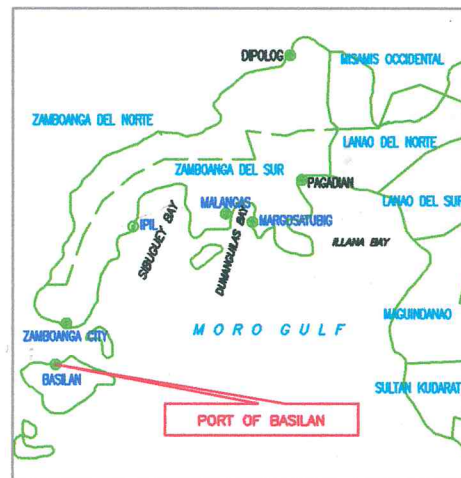 DIPOLOG
MISAMIS OCCIDENTAL
ZAMBOANGA DEL NORTE
LANAO DEL NORTE
ZAMBOANGA DEL SUR
PAGADIAN
LANAO DEL SUR
MALANGAS
MARGOSATUBIG
IPIL
SIBUGUEY BAY
DUMANGUILAS BAY
ILLANA BAY
MAGUINDANAO
ZAMBOANGA CITY
MORO GULF
BASILAN
SULTAN KUDARAT
PORT OF BASILAN